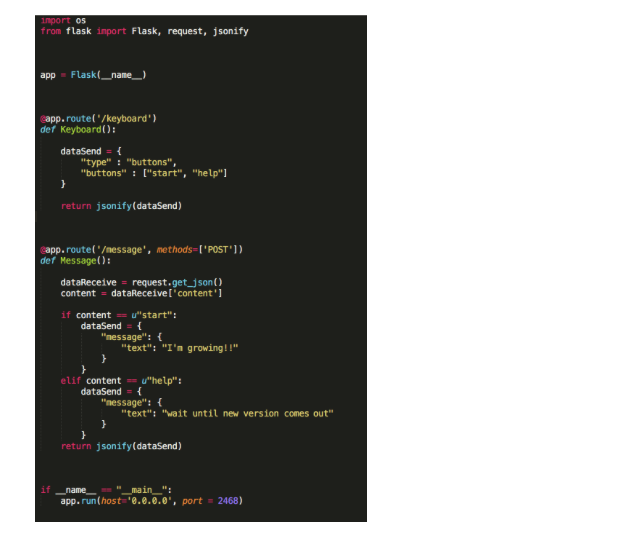 import os
from flask import Flask, request, jsonify
app = Flask(__name__)
@app.route('/keyboard')
def Keyboard():
dataSend = {
"type" : "buttons",
"buttons" : ["start", "help"]
}
return jsonify(dataSend)
@app.route('/message', methods=['POST'])
def Message():
dataReceive = request.get_json()
content = dataReceive['content']
if content == u"start":
dataSend = {
"message": {
"text": "I'm growing!!"
}
}
elif content == u"help":
dataSend = {
"message": {
"text": "wait until new version comes out"
}
}
return jsonify(dataSend)
if __name__ == "__main__":
app.run(host='0.0.0.0', port = 2468)